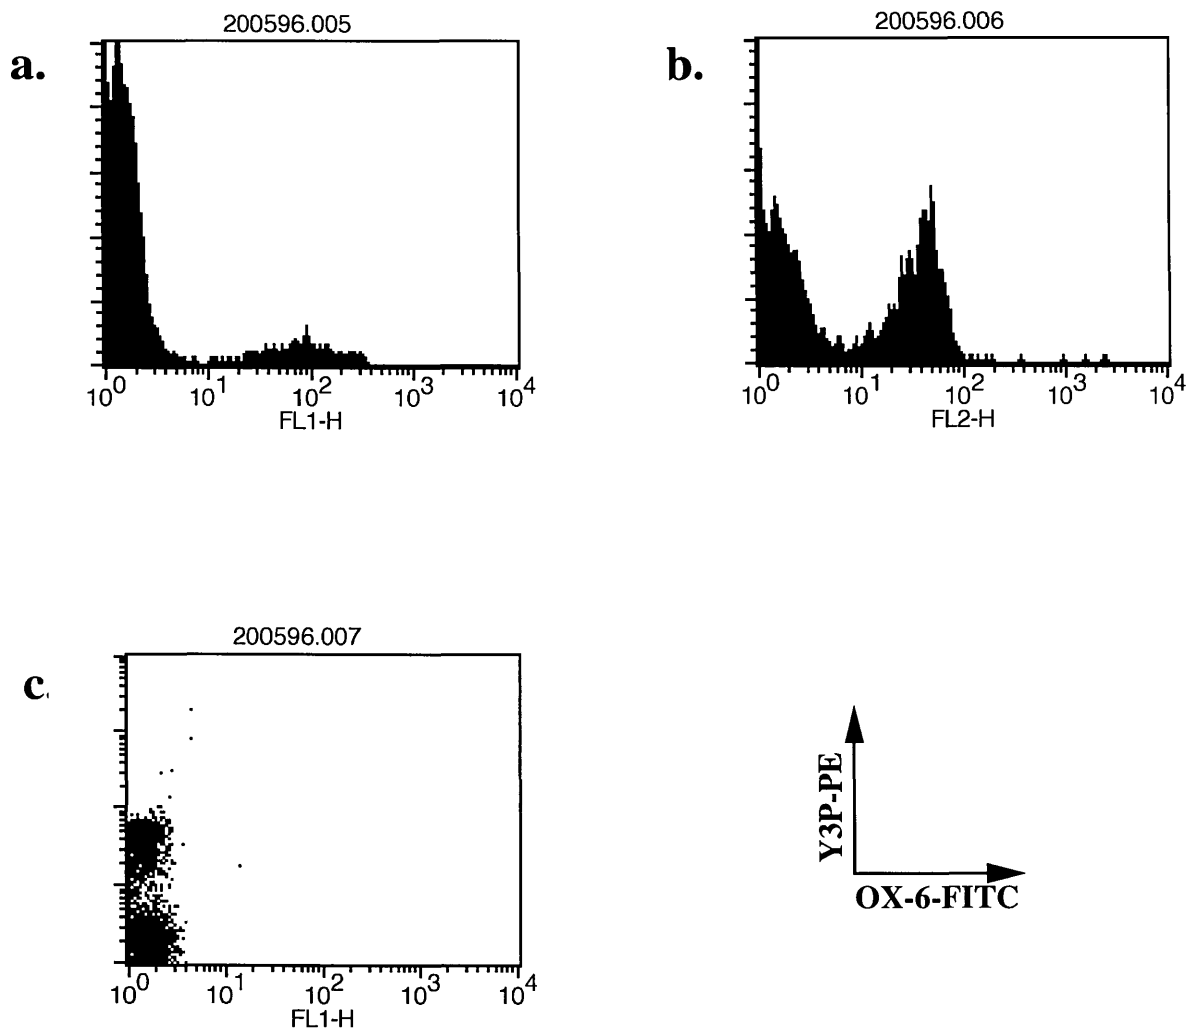 200596.005
a.
10⁰ 10¹ 10² 10³ 10⁴
FL1-H
200596.006
b.
10⁰ 10¹ 10² 10³ 10⁴
FL2-H
200596.007
c.
10⁰ 10¹ 10² 10³ 10⁴
FL1-H
Y3P-PE
OX-6-FITC